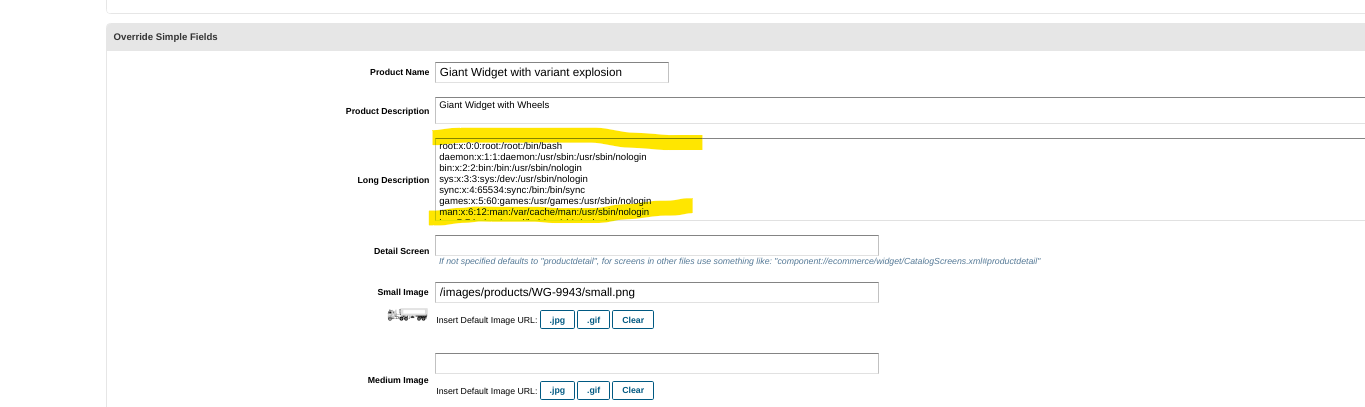 Override Simple Fields
Product Name Giant Widget with variant explosion
Product Description Giant Widget with Wheels
Long Description
root:x:0:0:root:/root:/bin/bash
daemon:x:1:1:daemon:/usr/sbin:/usr/sbin/nologin
bin:x:2:2:bin:/bin:/usr/sbin/nologin
sys:x:3:3:sys:/dev:/usr/sbin/nologin
sync:x:4:65534:sync:/bin:/bin/sync
games:x:5:60:games:/usr/games:/usr/sbin/nologin
man:x:6:12:man:/var/cache/man:/usr/sbin/nologin
Detail Screen
If not specified defaults to "productdetail", for screens in other files use something like: "component://ecommerce/widget/CatalogScreens.xml#productdetail"
Small Image /images/products/WG-9943/small.png
Insert Default Image URL: .jpg .gif Clear
Medium Image
Insert Default Image URL: .jpg .gif Clear